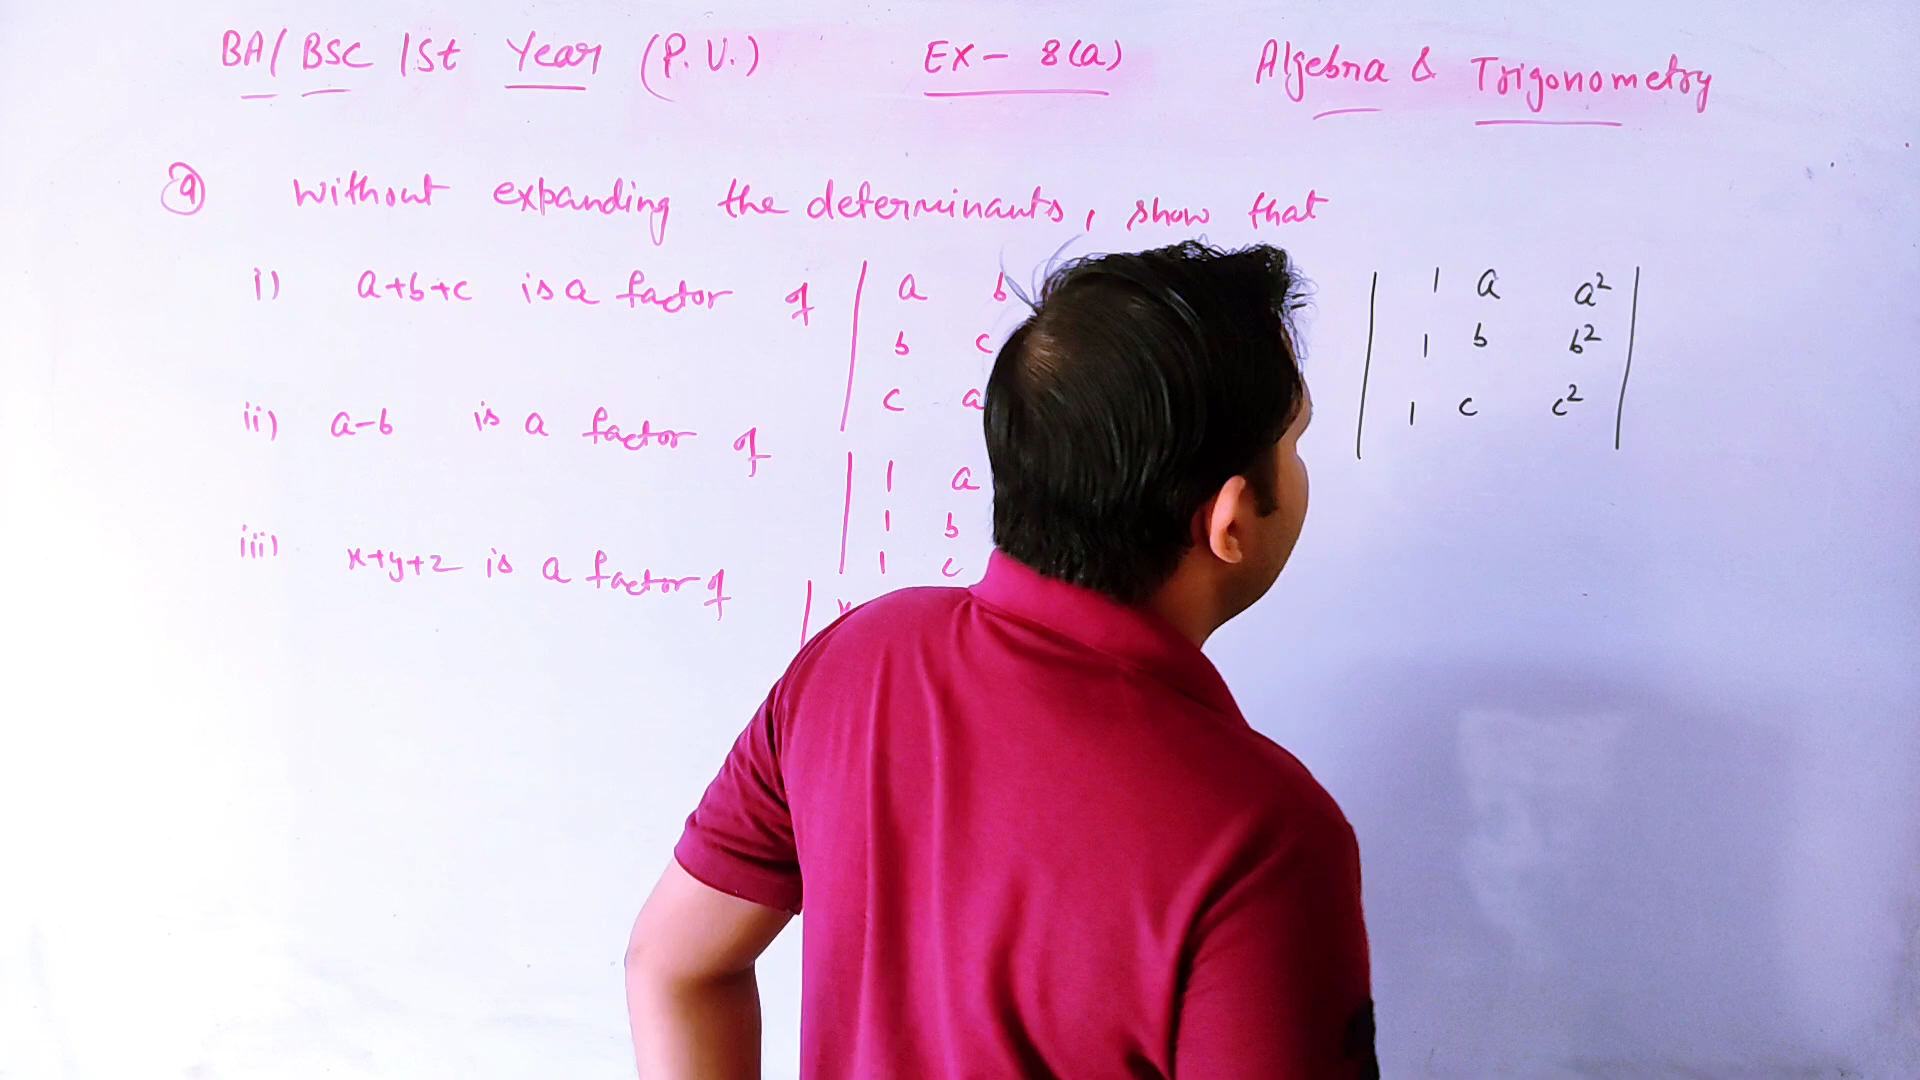 BA/BSC 1st Year (P.U.) EX- 8(a) Algebra & Trigonometry
9 Without expanding the determinants, show that
i) a+b+c is a factor of | a b = | 1 a a² |
b c 1 b b²
c a 1 c c²
ii) a-b is a factor of
| 1 a
1 b
1 c
iii) x+y+z is a factor of